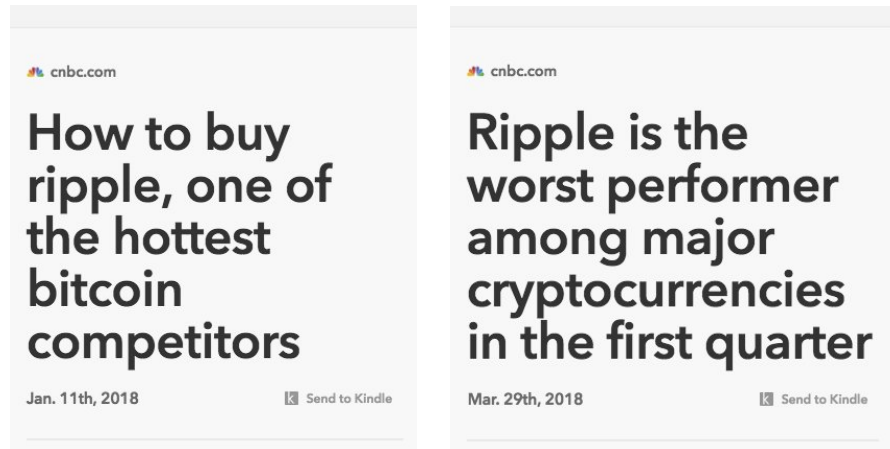 cnbc.com
How to buy
ripple, one of
the hottest
bitcoin
competitors
Jan. 11th, 2018
Send to Kindle
cnbc.com
Ripple is the
worst performer
among major
cryptocurrencies
in the first quarter
Mar. 29th, 2018
Send to Kindle